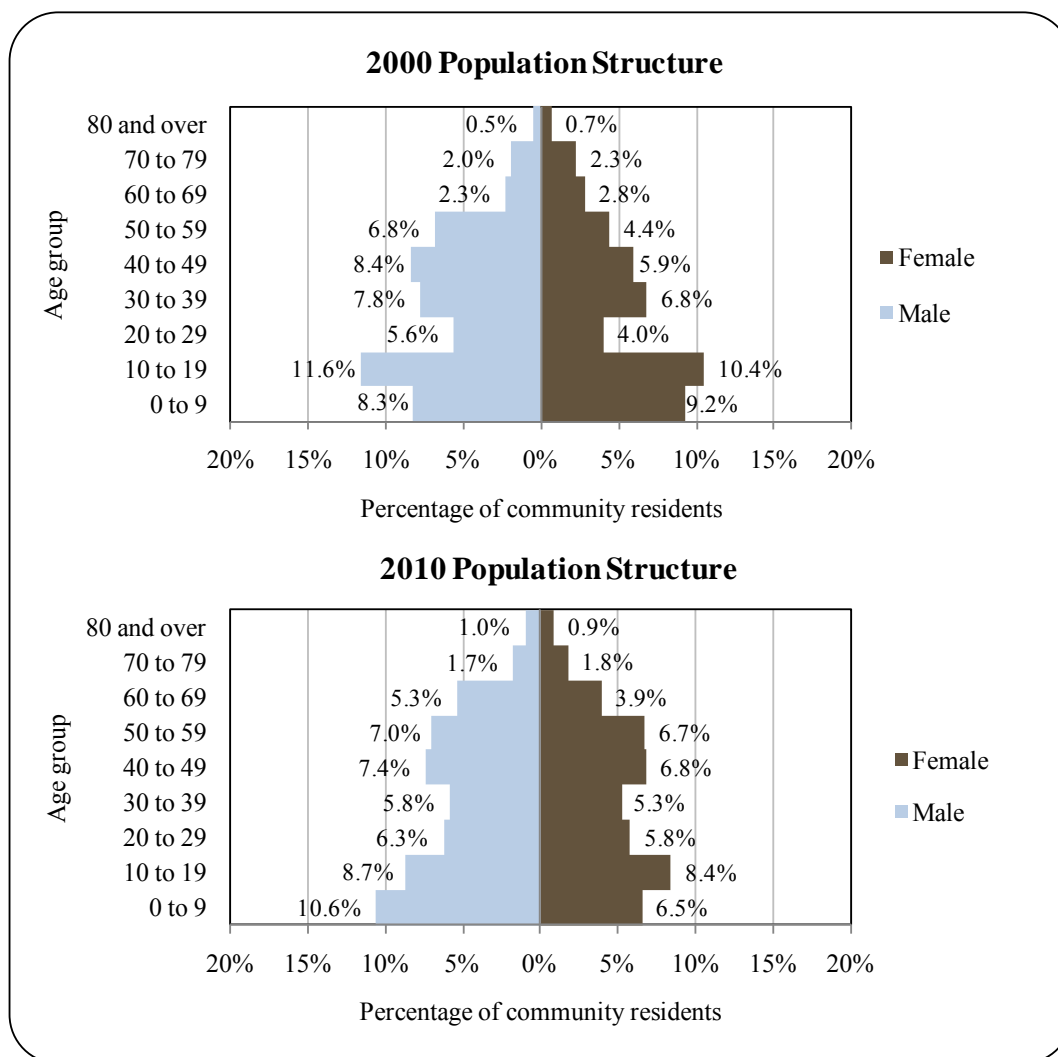 2000 Population Structure
80 and over 0.5% 0.7%
70 to 79 2.0% 2.3%
60 to 69 2.3% 2.8%
50 to 59 6.8% 4.4%
40 to 49 8.4% 5.9%
30 to 39 7.8% 6.8%
20 to 29 5.6% 4.0%
10 to 19 11.6% 10.4%
0 to 9 8.3% 9.2%
Age group
Female
Male
20% 15% 10% 5% 0% 5% 10% 15% 20%
Percentage of community residents
2010 Population Structure
80 and over 1.0% 0.9%
70 to 79 1.7% 1.8%
60 to 69 5.3% 3.9%
50 to 59 7.0% 6.7%
40 to 49 7.4% 6.8%
30 to 39 5.8% 5.3%
20 to 29 6.3% 5.8%
10 to 19 8.7% 8.4%
0 to 9 10.6% 6.5%
Age group
Female
Male
20% 15% 10% 5% 0% 5% 10% 15% 20%
Percentage of community residents